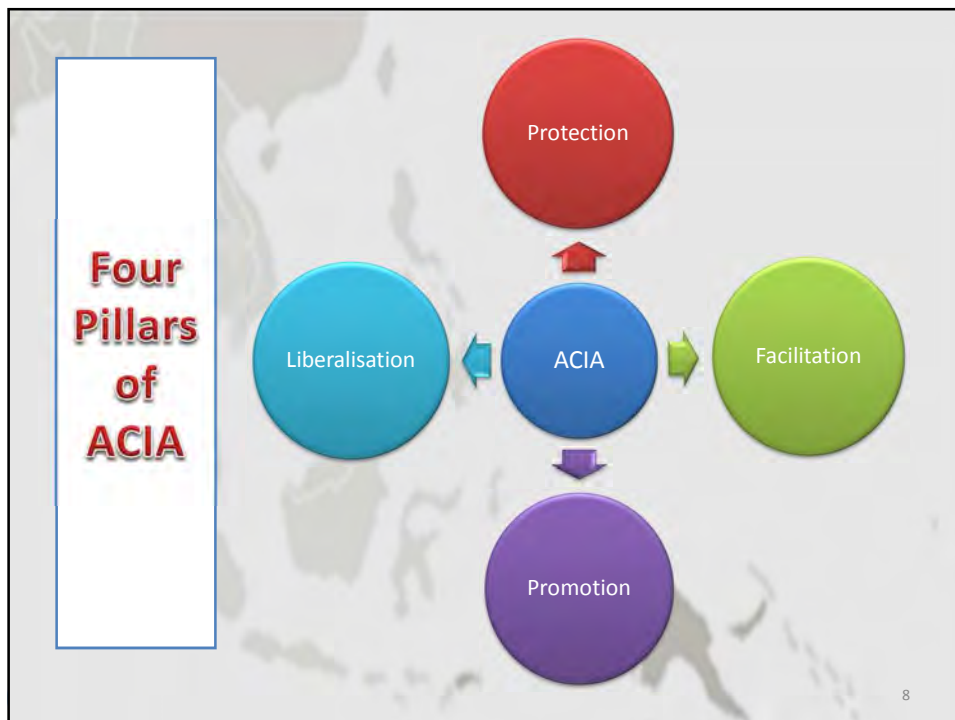 Four
Pillars
of
ACIA
Protection
Liberalisation
ACIA
Facilitation
Promotion
8